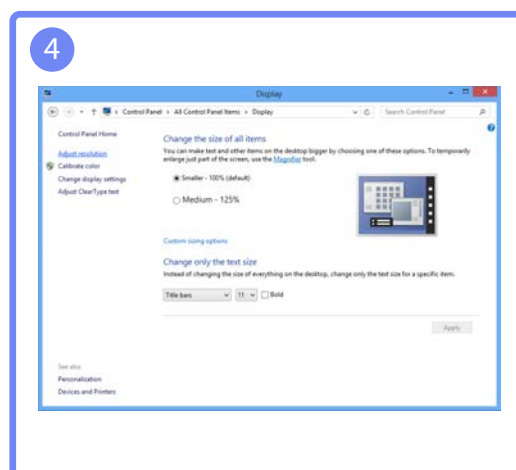 4
Display
Control Panel › All Control Panel Items › Display
Search Control Panel
Control Panel Home
Adjust resolution
Calibrate color
Change display settings
Adjust ClearType text
Change the size of all items
You can make text and other items on the desktop bigger by choosing one of these options. To temporarily
enlarge just part of the screen, use the Magnifier tool.
Smaller - 100% (default)
Medium - 125%
Custom sizing options
Change only the text size
Instead of changing the size of everything on the desktop, change only the text size for a specific item.
Title bars 11 Bold
Apply
See also
Personalization
Devices and Printers